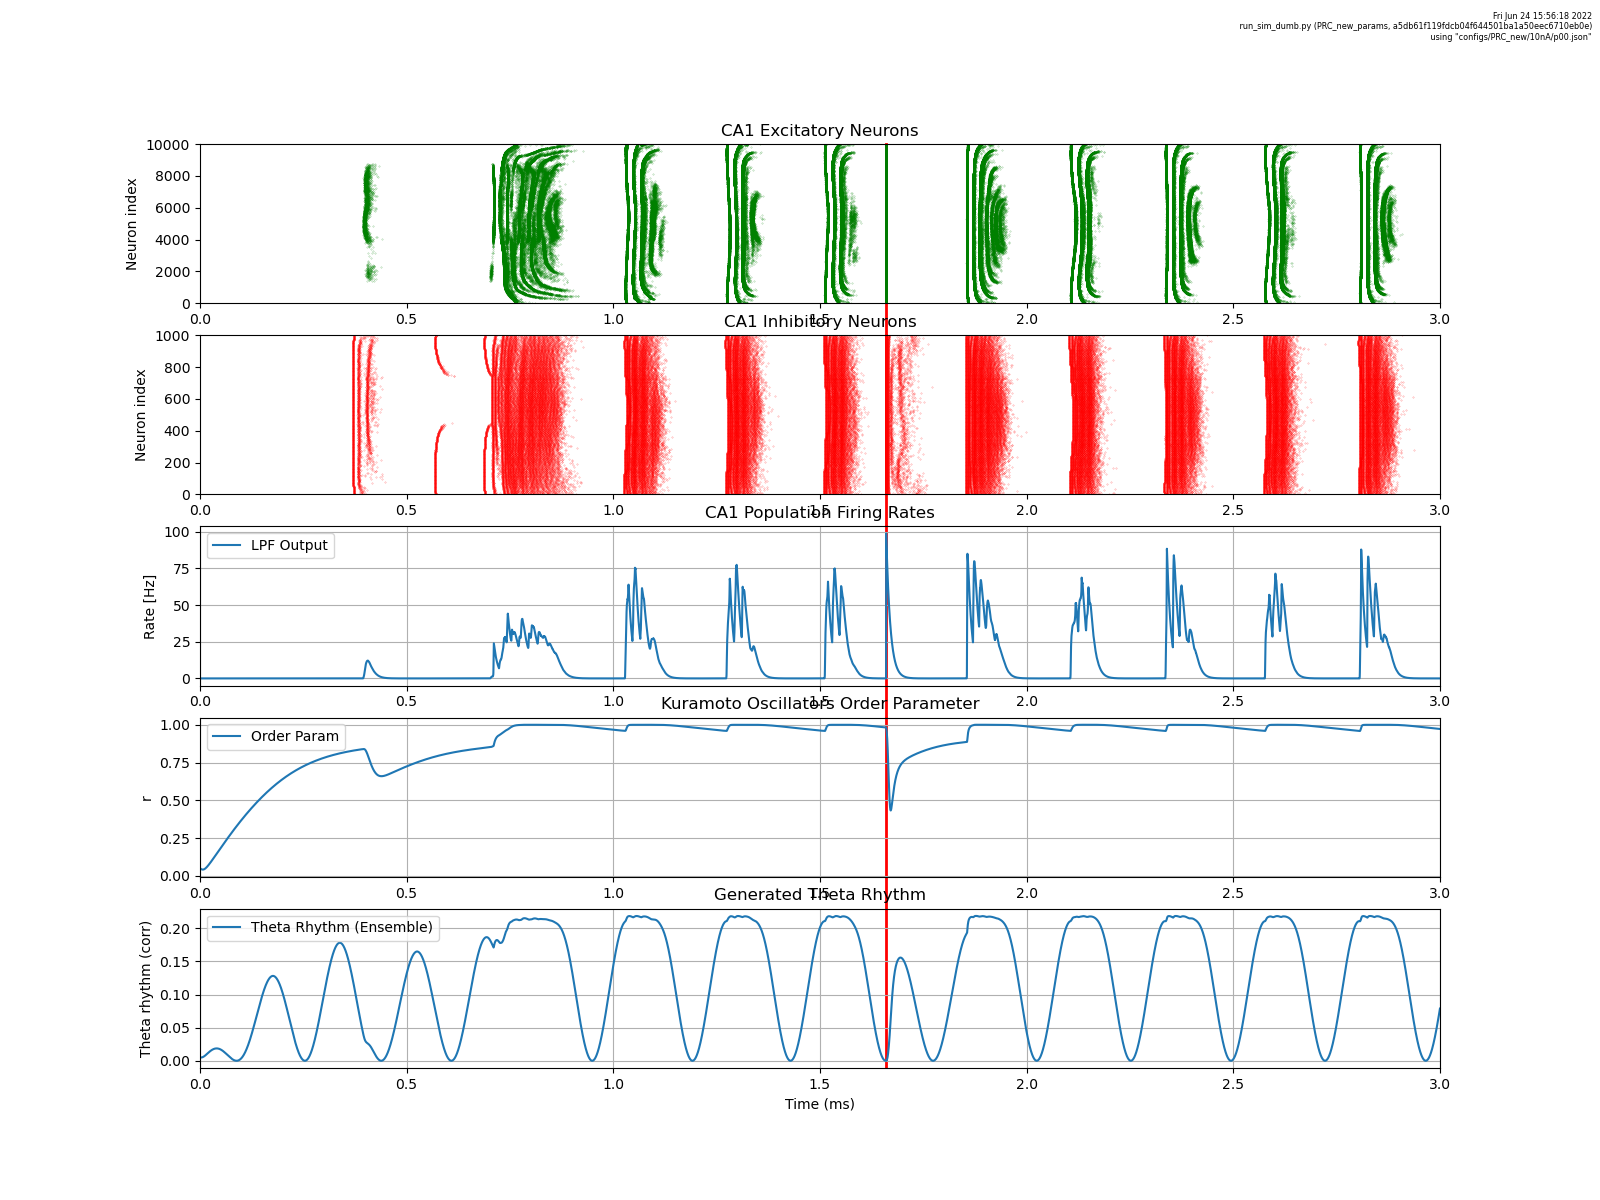 Fri Jun 24 15:56:18 2022
run_sim_dumb.py (PRC_new_params, a5db61f119fdcb04f644501ba1a50eec6710eb0e)
using "configs/PRC_new/10nA/p00.json"
CA1 Excitatory Neurons
Neuron index
10000
8000
6000
4000
2000
0
0.0 0.5 1.0 1.5 2.0 2.5 3.0
CA1 Inhibitory Neurons
Neuron index
1000
800
600
400
200
0
0.0 0.5 1.0 1.5 2.0 2.5 3.0
CA1 Population Firing Rates
Rate [Hz]
100
75
50
25
0
LPF Output
0.0 0.5 1.0 1.5 2.0 2.5 3.0
Kuramoto Oscillators Order Parameter
r
1.00
0.75
0.50
0.25
0.00
Order Param
0.0 0.5 1.0 1.5 2.0 2.5 3.0
Generated Theta Rhythm
Theta rhythm (corr)
0.20
0.15
0.10
0.05
0.00
Theta Rhythm (Ensemble)
0.0 0.5 1.0 1.5 2.0 2.5 3.0
Time (ms)